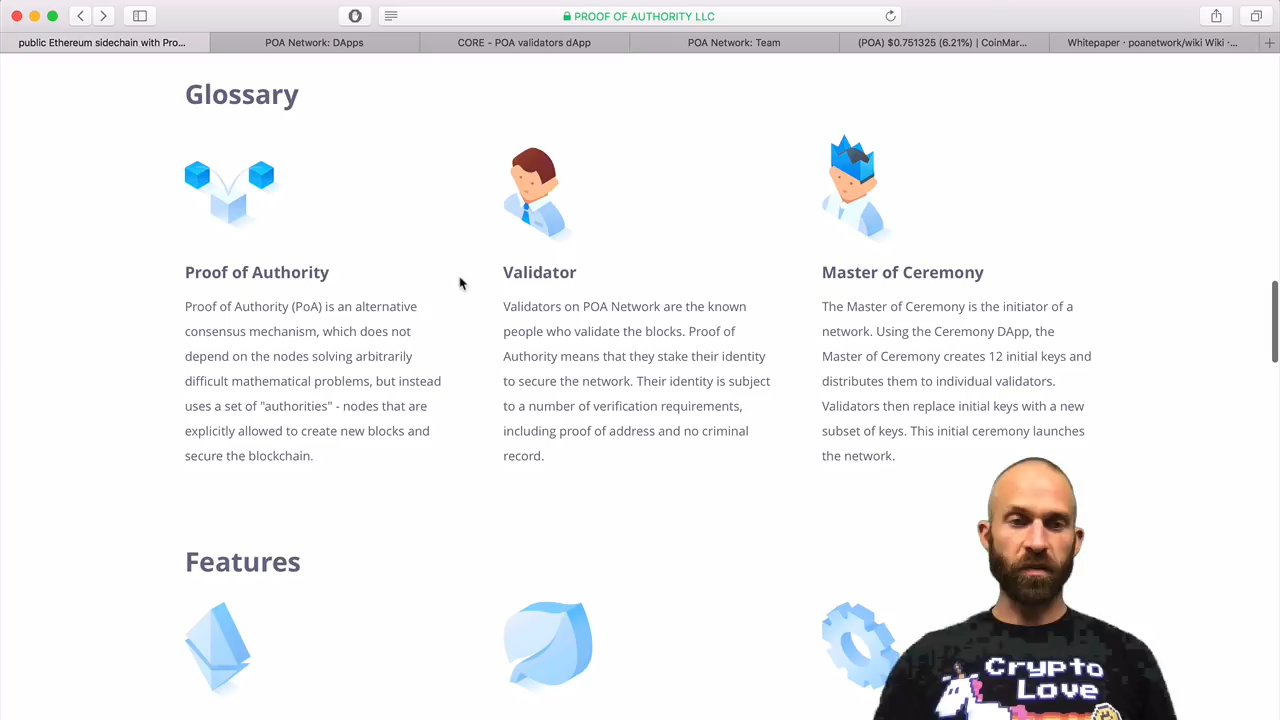 PROOF OF AUTHORITY LLC
public Ethereum sidechain with Pro...
POA Network: DApps
CORE - POA validators dApp
POA Network: Team
(POA) $0.751325 (6.21%) | CoinMar...
Whitepaper · poanetwork/wiki Wiki ·...
Glossary
Proof of Authority
Proof of Authority (PoA) is an alternative
consensus mechanism, which does not
depend on the nodes solving arbitrarily
difficult mathematical problems, but instead
uses a set of "authorities" - nodes that are
explicitly allowed to create new blocks and
secure the blockchain.
Validator
Validators on POA Network are the known
people who validate the blocks. Proof of
Authority means that they stake their identity
to secure the network. Their identity is subject
to a number of verification requirements,
including proof of address and no criminal
record.
Master of Ceremony
The Master of Ceremony is the initiator of a
network. Using the Ceremony DApp, the
Master of Ceremony creates 12 initial keys and
distributes them to individual validators.
Validators then replace initial keys with a new
subset of keys. This initial ceremony launches
the network.
Features
Crypto
Love